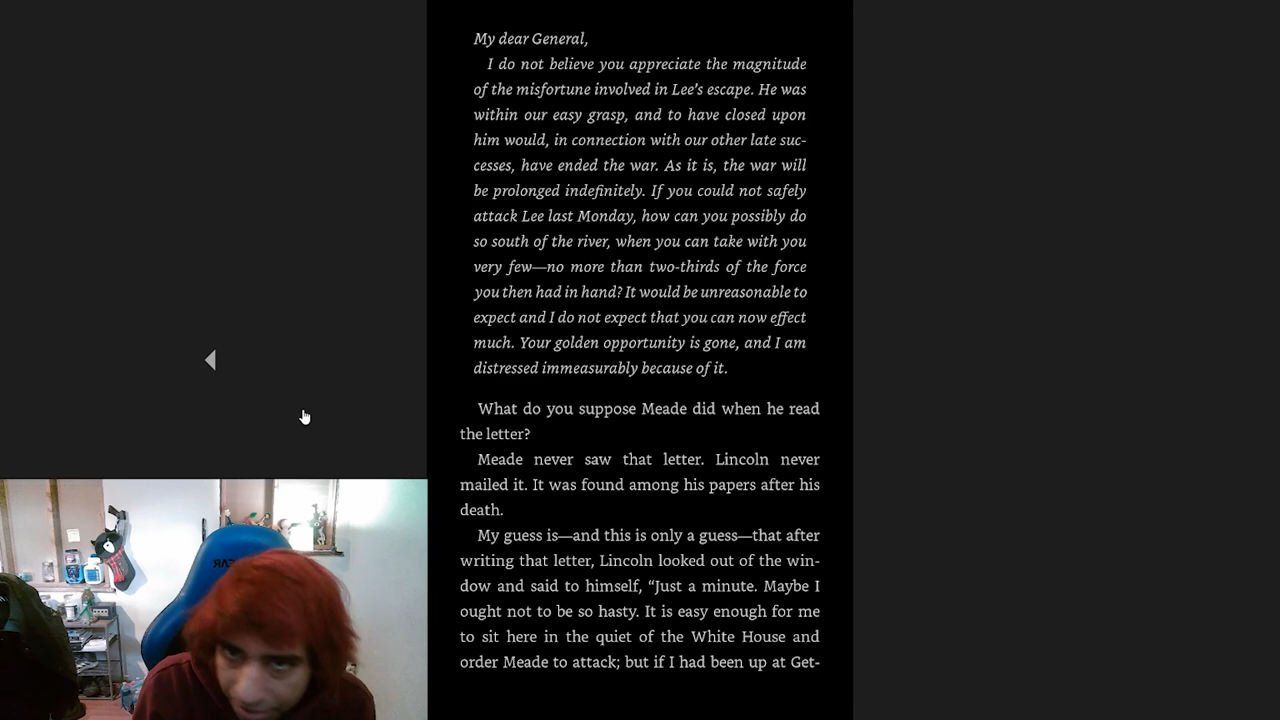 My dear General,
I do not believe you appreciate the magnitude
of the misfortune involved in Lee's escape. He was
within our easy grasp, and to have closed upon
him would, in connection with our other late suc-
cesses, have ended the war. As it is, the war will
be prolonged indefinitely. If you could not safely
attack Lee last Monday, how can you possibly do
so south of the river, when you can take with you
very few—no more than two-thirds of the force
you then had in hand? It would be unreasonable to
expect and I do not expect that you can now effect
much. Your golden opportunity is gone, and I am
distressed immeasurably because of it.
What do you suppose Meade did when he read
the letter?
Meade never saw that letter. Lincoln never
mailed it. It was found among his papers after his
death.
My guess is—and this is only a guess—that after
writing that letter, Lincoln looked out of the win-
dow and said to himself, “Just a minute. Maybe I
ought not to be so hasty. It is easy enough for me
to sit here in the quiet of the White House and
order Meade to attack; but if I had been up at Get-